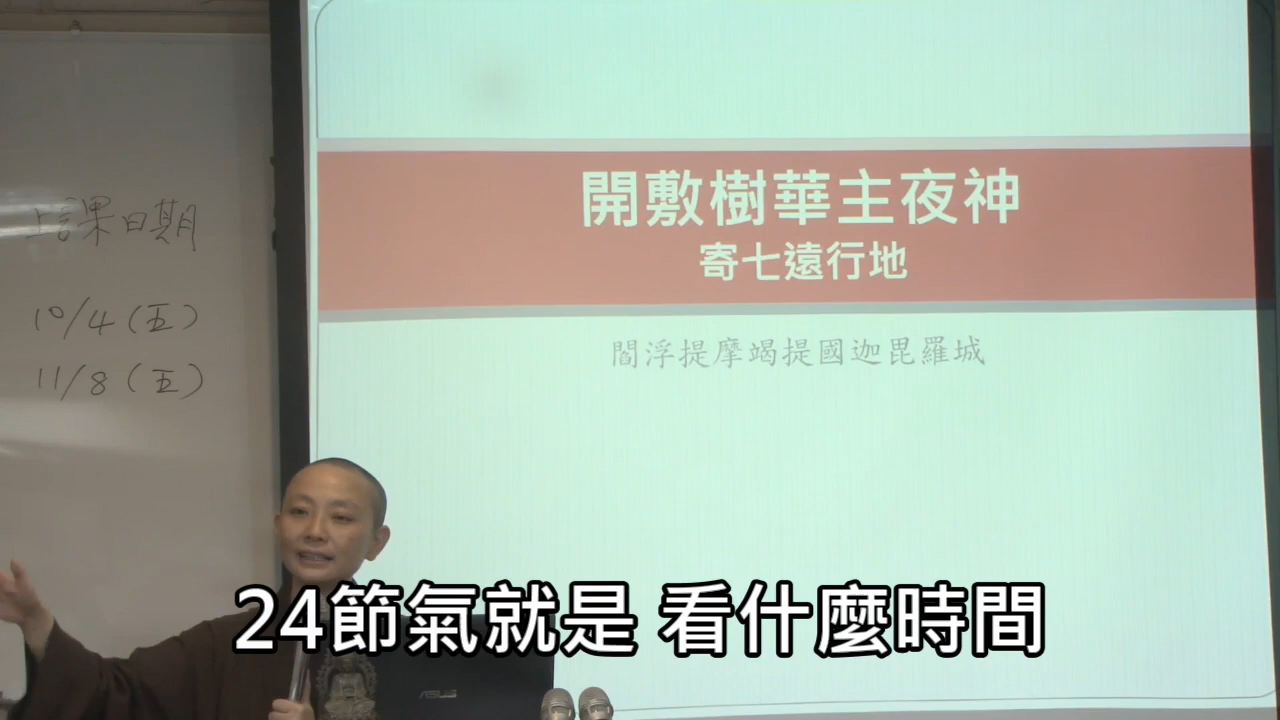 上課日期
10/4(五)
11/8(五)
開敷樹華主夜神
寄七遠行地
閻浮提摩竭提國迦毘羅城
ASUS
24節氣就是 看什麼時間